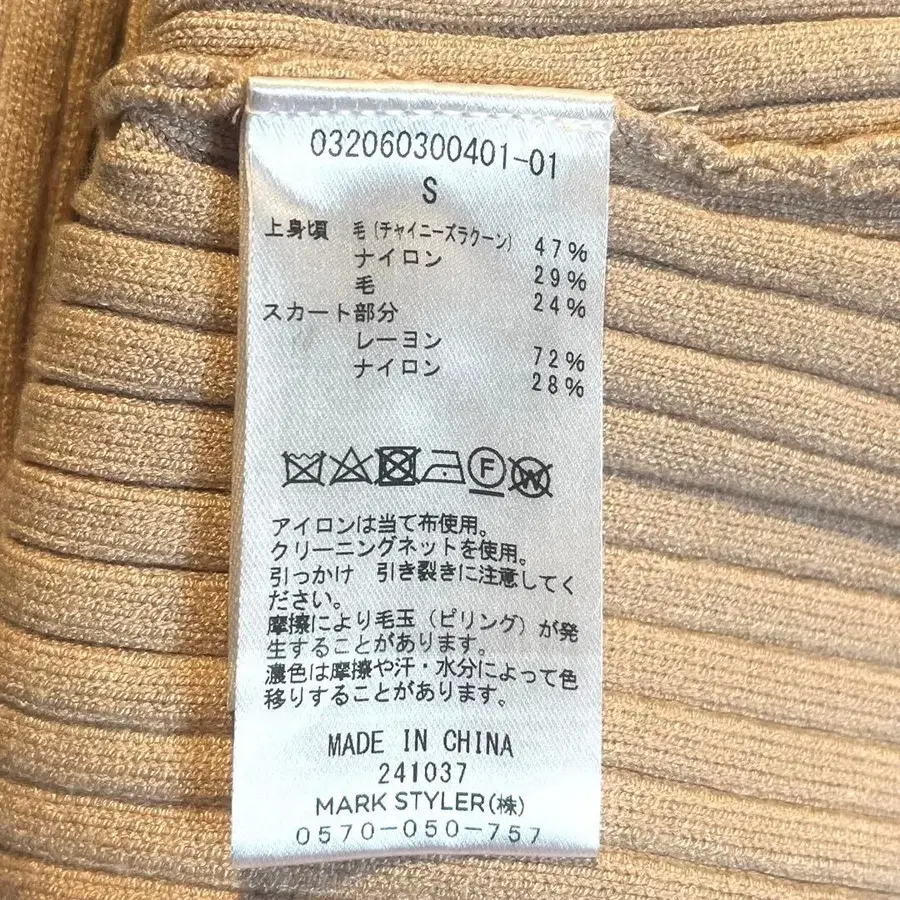 032060300401-01
S
上身頃 毛(チャイニーズラクーン) 47%
ナイロン 29%
毛 24%
スカート部分
レーヨン 72%
ナイロン 28%
F W
アイロンは当て布使用。
クリーニングネットを使用。
引っかけ 引き裂きに注意してく
ださい。
摩擦により毛玉(ピリング)が発
生することがあります。
濃色は摩擦や汗・水分によって色
移りすることがあります。
MADE IN CHINA
241037
MARK STYLER(株)
0570-050-757